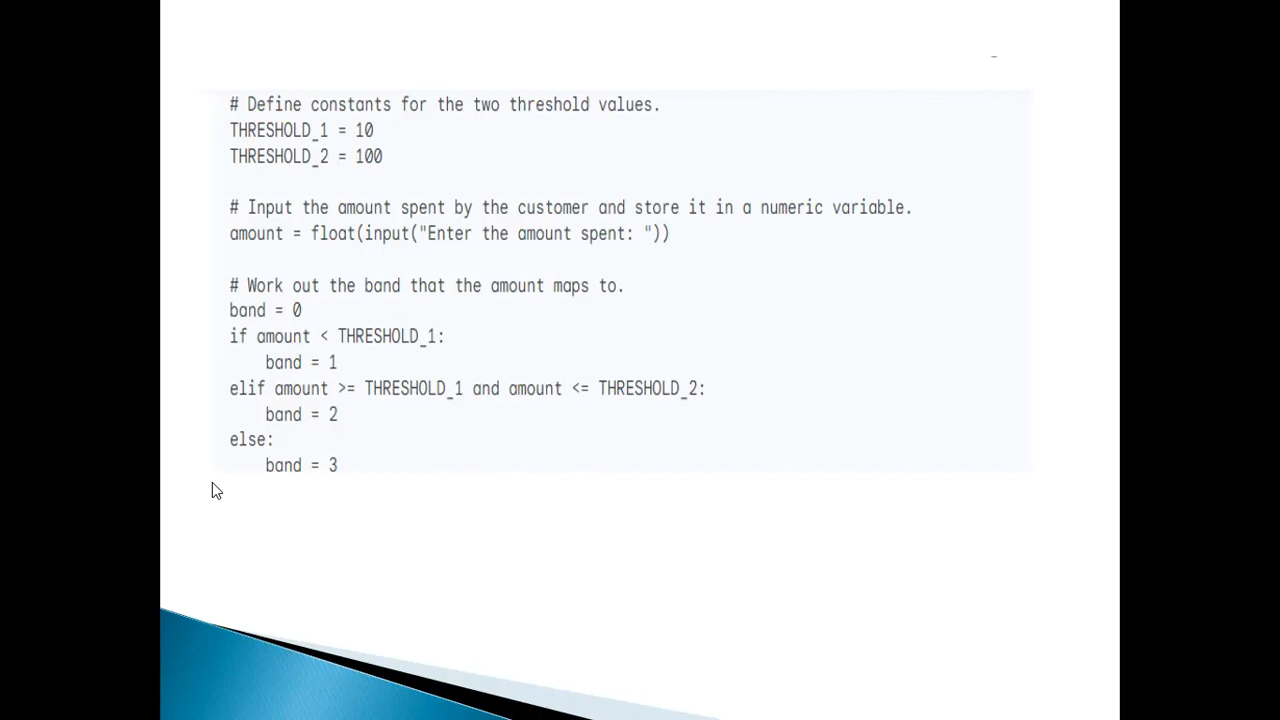 # Define constants for the two threshold values.
THRESHOLD_1 = 10
THRESHOLD_2 = 100
# Input the amount spent by the customer and store it in a numeric variable.
amount = float(input("Enter the amount spent: "))
# Work out the band that the amount maps to.
band = 0
if amount < THRESHOLD_1:
    band = 1
elif amount >= THRESHOLD_1 and amount <= THRESHOLD_2:
    band = 2
else:
    band = 3